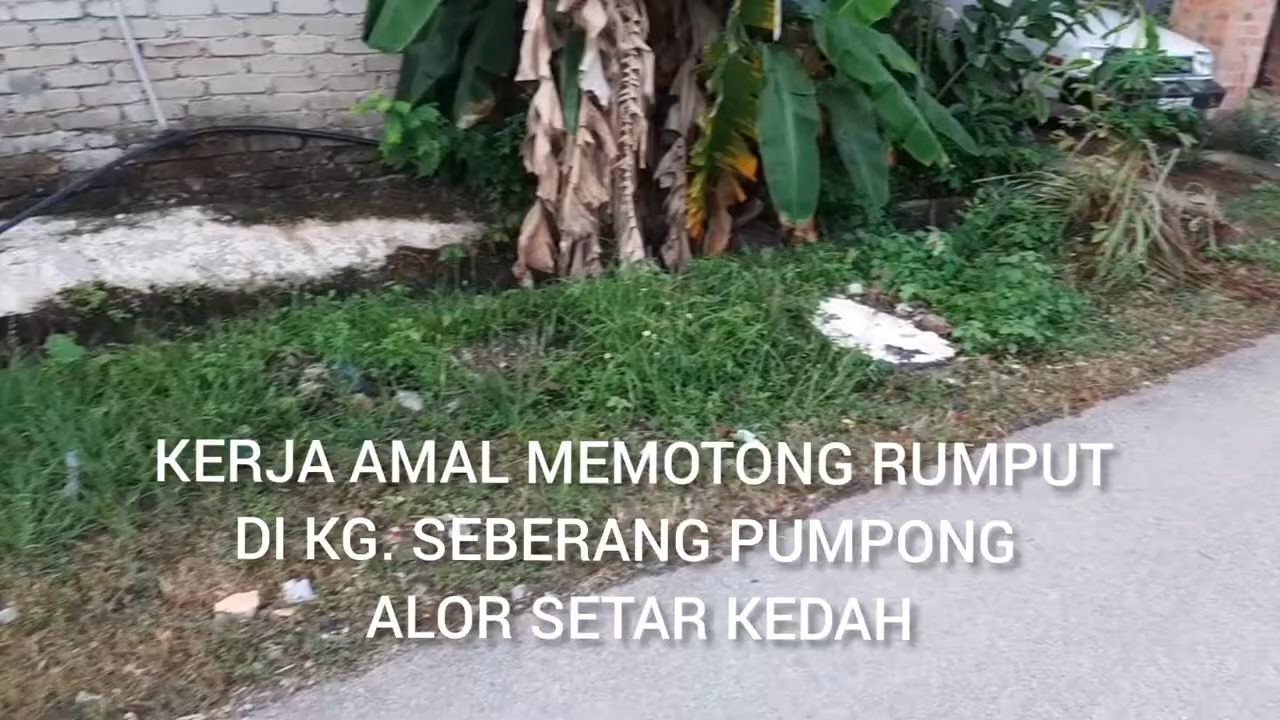 KERJA AMAL MEMOTONG RUMPUT
DI KG. SEBERANG PUMPONG
ALOR SETAR KEDAH